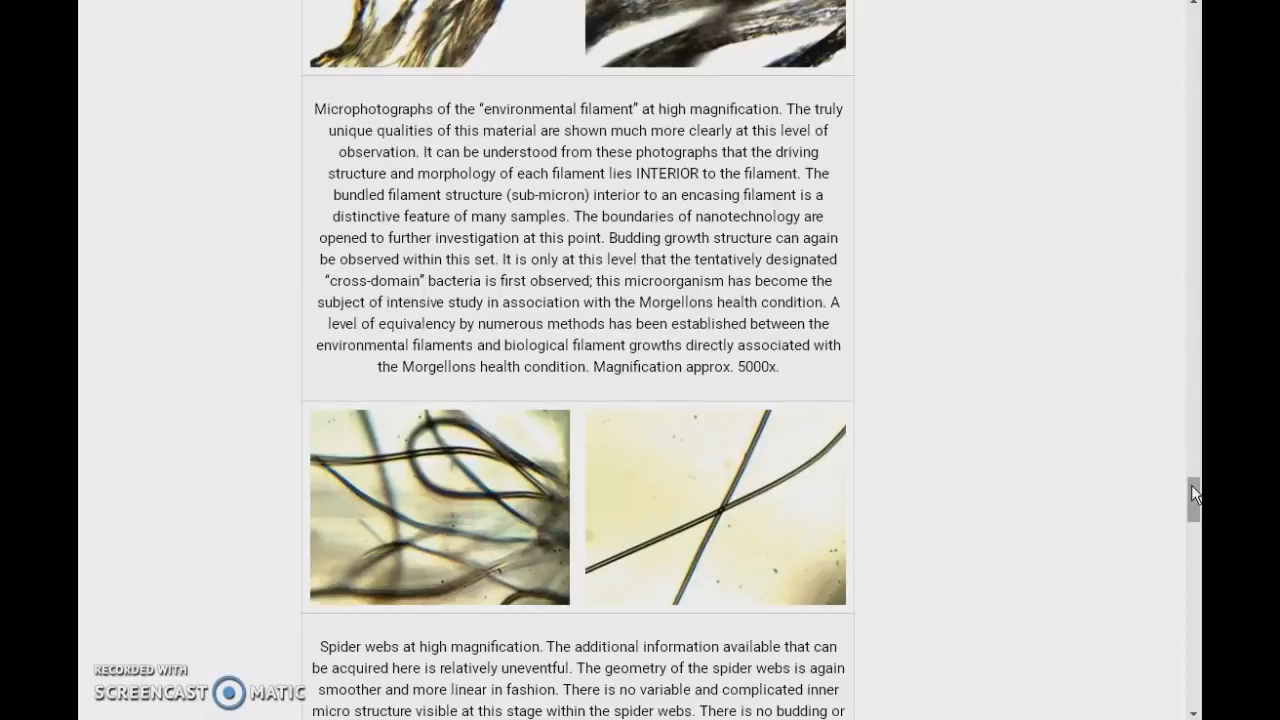 Microphotographs of the “environmental filament” at high magnification. The truly
unique qualities of this material are shown much more clearly at this level of
observation. It can be understood from these photographs that the driving
structure and morphology of each filament lies INTERIOR to the filament. The
bundled filament structure (sub-micron) interior to an encasing filament is a
distinctive feature of many samples. The boundaries of nanotechnology are
opened to further investigation at this point. Budding growth structure can again
be observed within this set. It is only at this level that the tentatively designated
“cross-domain” bacteria is first observed; this microorganism has become the
subject of intensive study in association with the Morgellons health condition. A
level of equivalency by numerous methods has been established between the
environmental filaments and biological filament growths directly associated with
the Morgellons health condition. Magnification approx. 5000x.
Spider webs at high magnification. The additional information available that can
be acquired here is relatively uneventful. The geometry of the spider webs is again
smoother and more linear in fashion. There is no variable and complicated inner
micro structure visible at this stage within the spider webs. There is no budding or
RECORDED WITH
SCREENCAST MATIC